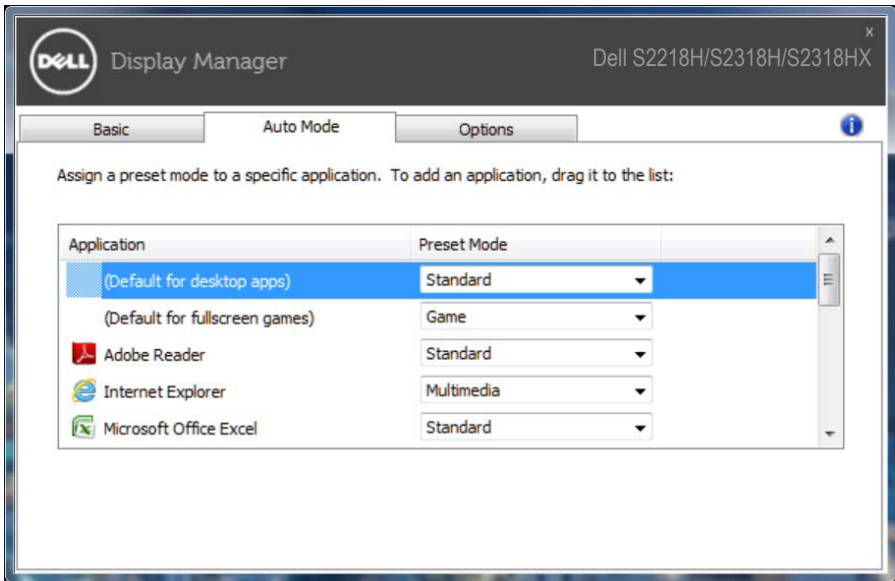 DELL Display Manager
x
Dell S2218H/S2318H/S2318HX
Basic Auto Mode Options
Assign a preset mode to a specific application. To add an application, drag it to the list:
Application Preset Mode
(Default for desktop apps) Standard
(Default for fullscreen games) Game
Adobe Reader Standard
Internet Explorer Multimedia
Microsoft Office Excel Standard